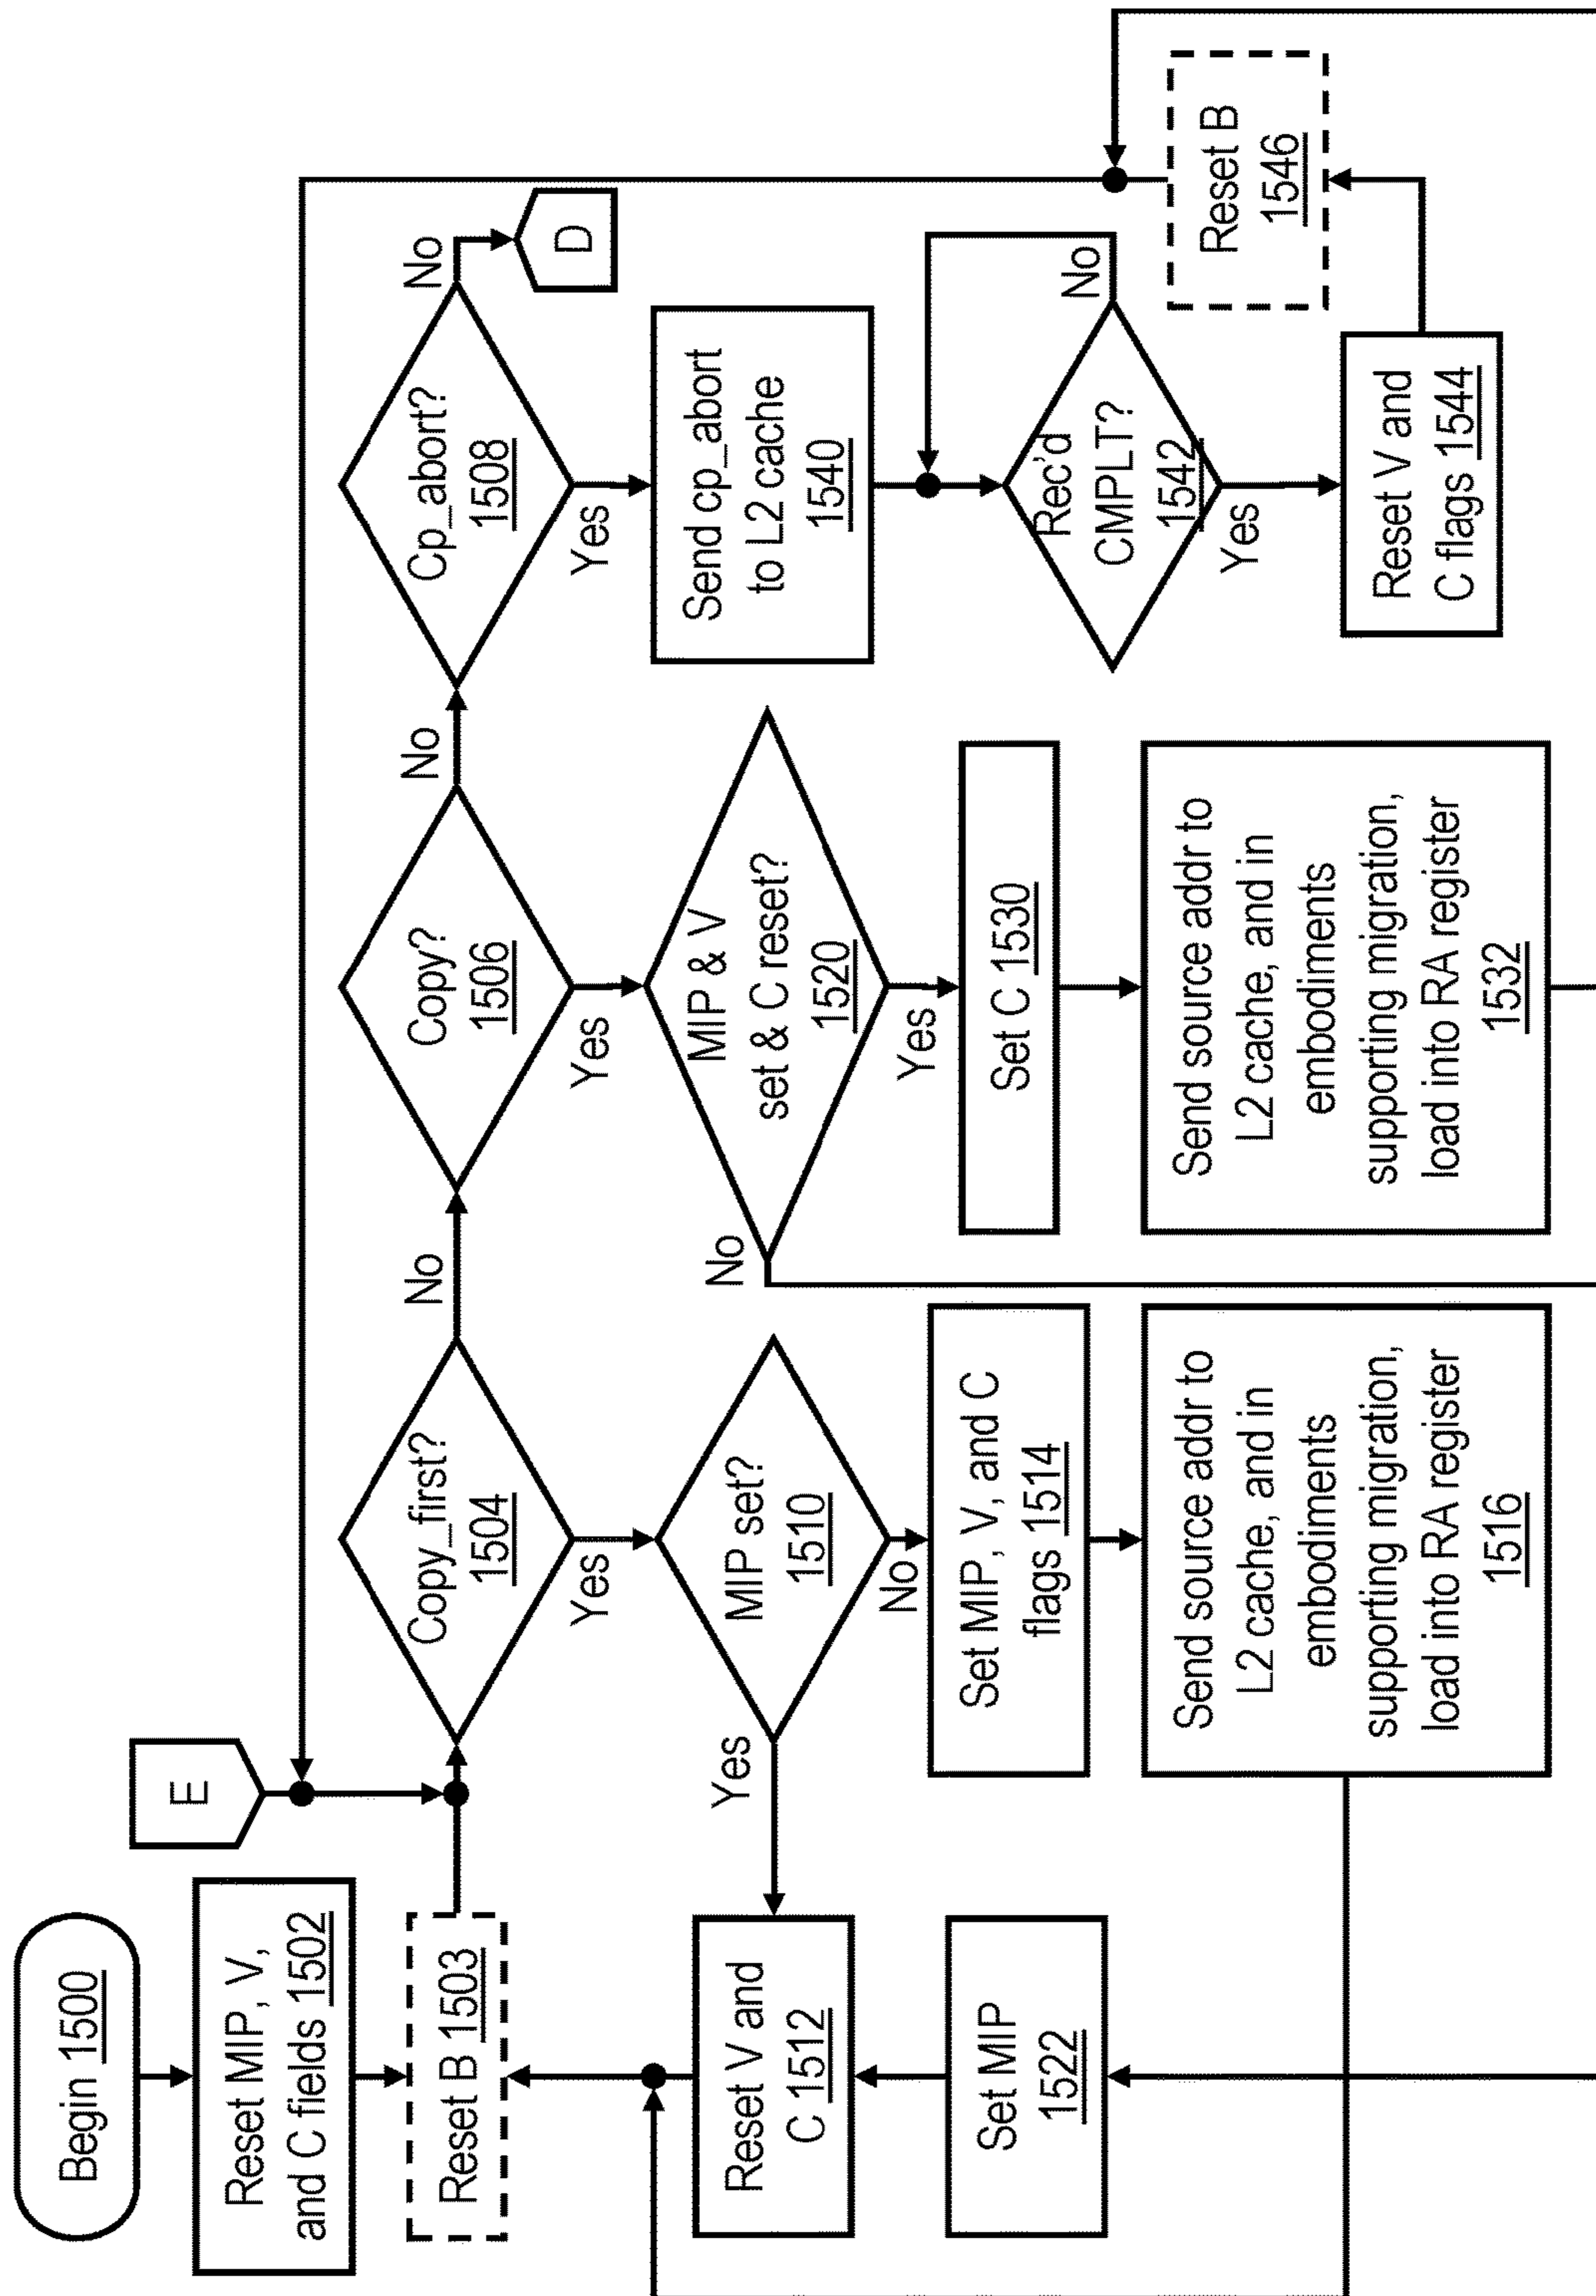 Begin 1500
Reset MIP, V,
and C fields 1502
E
Reset B 1503
Copy_first?
1504
No
Yes
Copy?
1506
No
Yes
Cp_abort?
1508
No
Yes
D
MIP set?
1510
Yes
No
Reset V and
C 1512
Set MIP, V, and C
flags 1514
Send source addr to
L2 cache, and in
embodiments
supporting migration,
load into RA register
1516
MIP & V
set & C reset?
1520
No
Yes
Set MIP
1522
Set C 1530
Send source addr to
L2 cache, and in
embodiments
supporting migration,
load into RA register
1532
Send cp_abort
to L2 cache
1540
Rec'd
CMPLT?
1542
No
Yes
Reset V and
C flags 1544
Reset B
1546